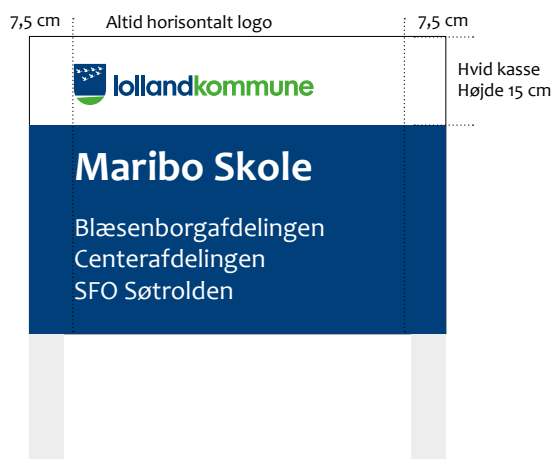 7,5 cm Altid horisontalt logo 7,5 cm
lollandkommune
Hvid kasse
Højde 15 cm
Maribo Skole
Blæsenborgafdelingen
Centerafdelingen
SFO Søtrolden